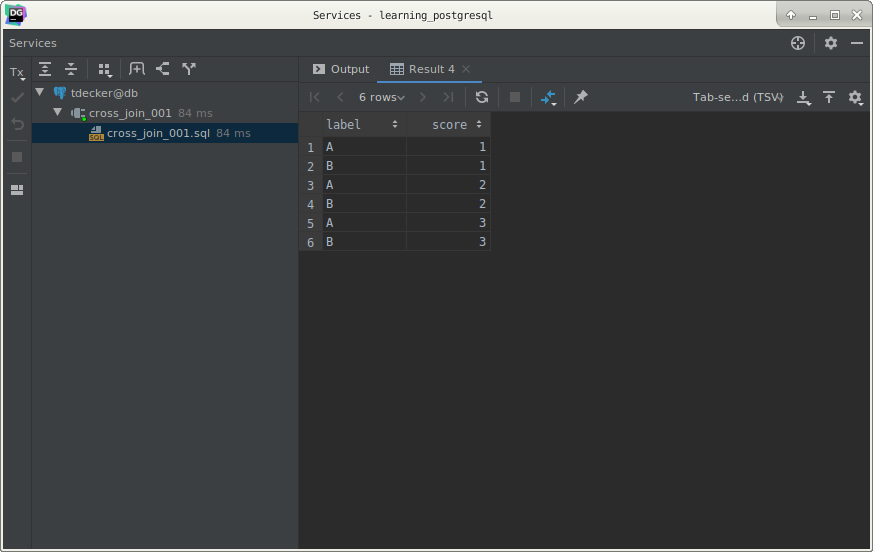 Services - learning_postgresql
Services
Tx
Output
Result 4
tdecker@db
6 rows
Tab-se...d (TSV)
cross_join_001 84 ms
cross_join_001.sql 84 ms
label score
1 A 1
2 B 1
3 A 2
4 B 2
5 A 3
6 B 3
DG
SQL